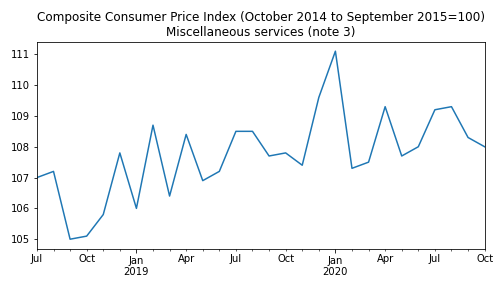 Composite Consumer Price Index (October 2014 to September 2015=100)
Miscellaneous services (note 3)
111
110
109
108
107
106
105
Jul
Oct
Jan
2019
Apr
Jul
Oct
Jan
2020
Apr
Jul
Oct